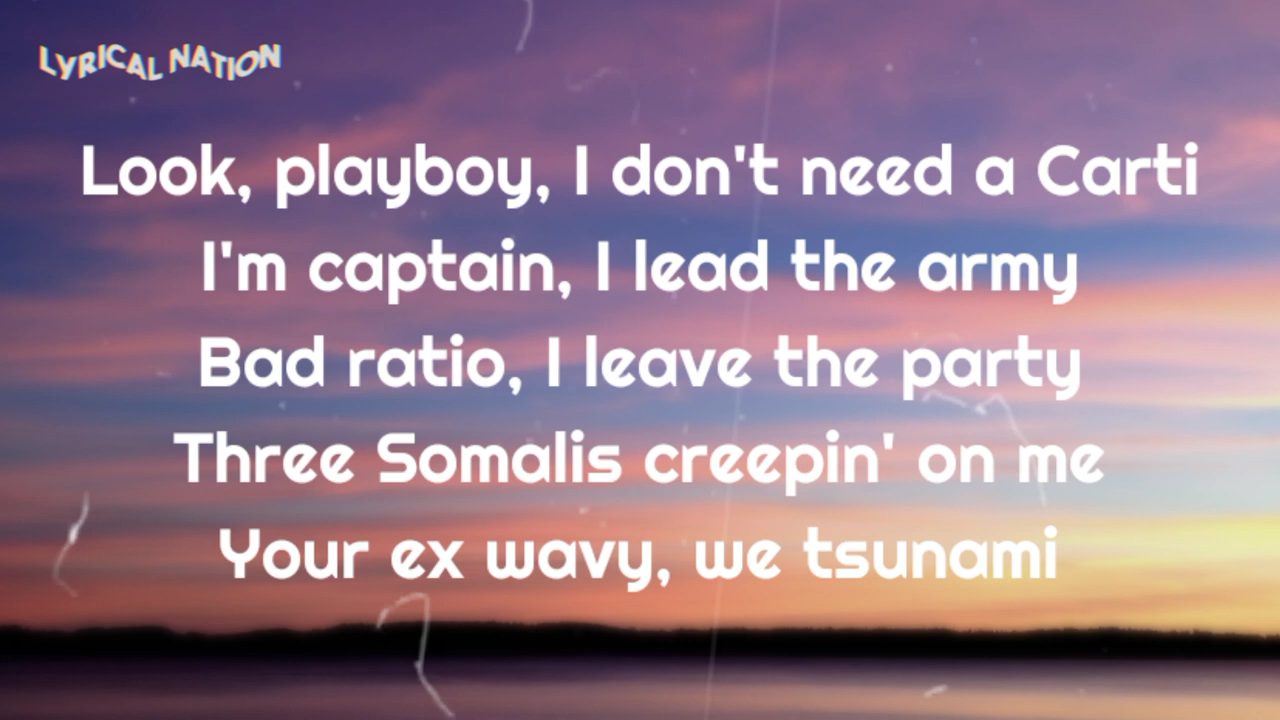 LYRICAL NATION
Look, playboy, I don't need a Carti
I'm captain, I lead the army
Bad ratio, I leave the party
Three Somalis creepin' on me
Your ex wavy, we tsunami